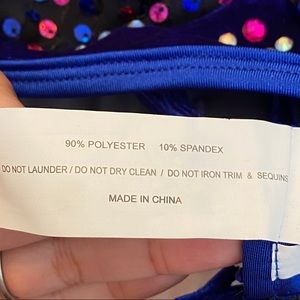 90% POLYESTER 10% SPANDEX
DO NOT LAUNDER / DO NOT DRY CLEAN / DO NOT IRON TRIM & SEQUINS
MADE IN CHINA